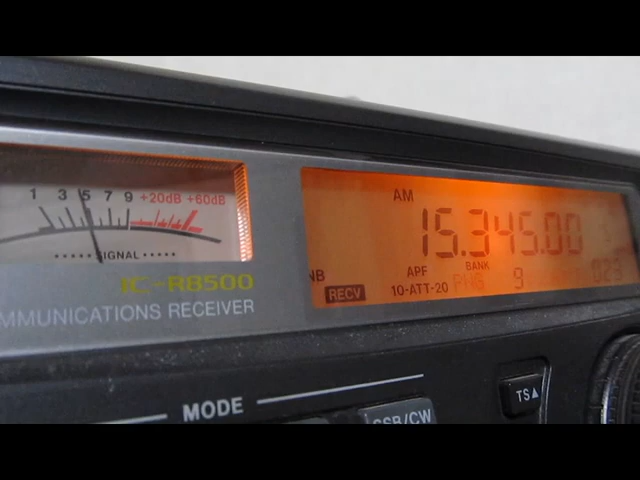 1 3 5 7 9 +20dB +60dB
SIGNAL
IC-R8500
MMUNICATIONS RECEIVER
AM
15.345.00
NB
APF
BANK
RECV
10-ATT-20
9
MODE
SSB/CW
TS▲